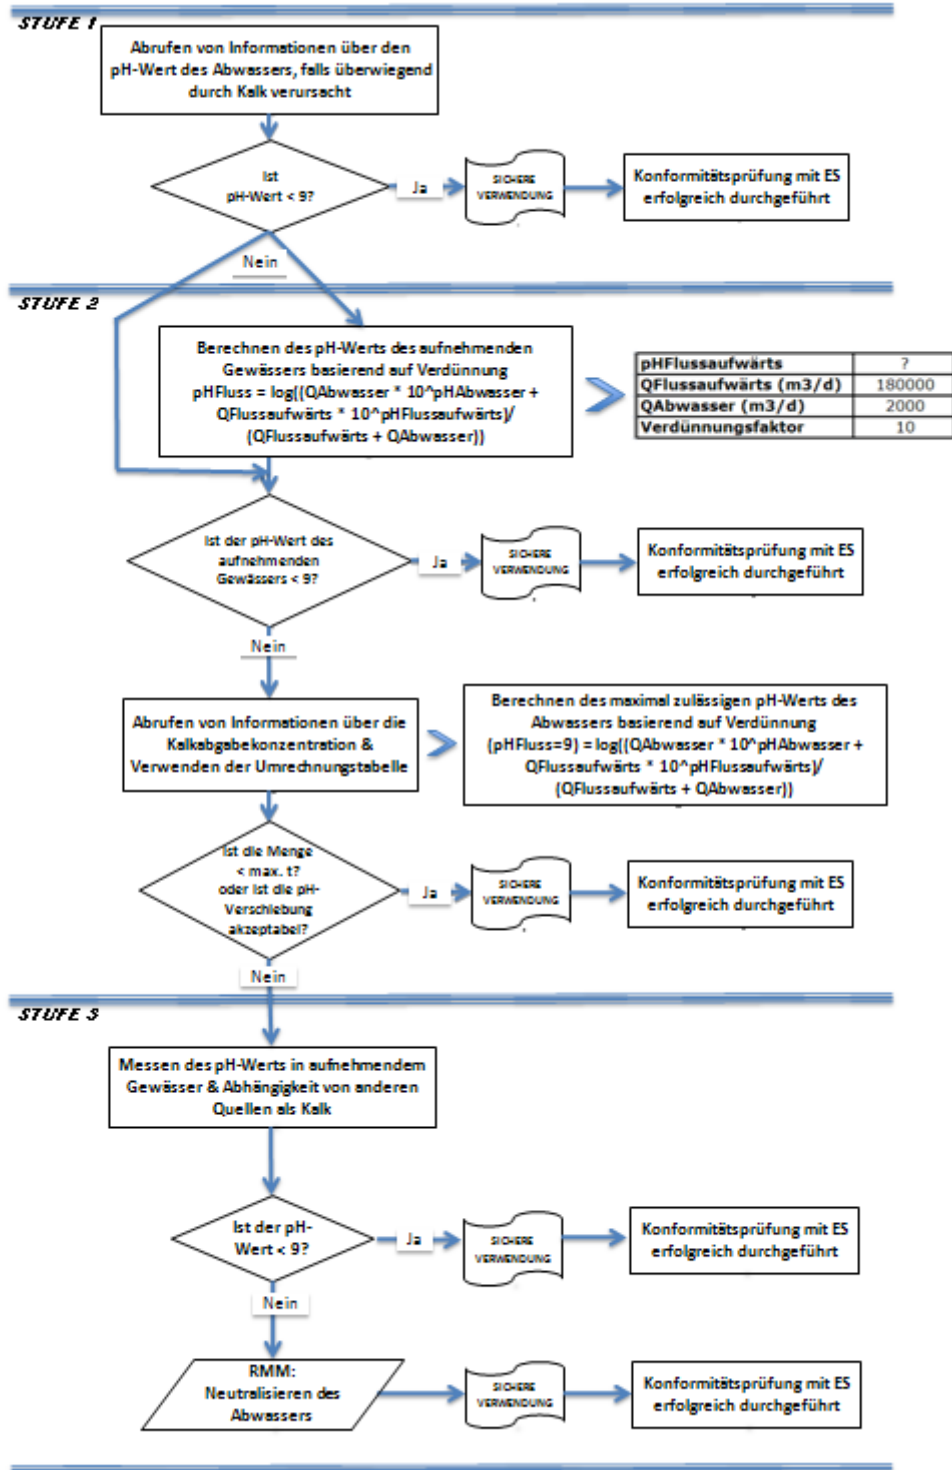 STUFE 1
Abrufen von Informationen über den
pH-Wert des Abwassers, falls überwiegend
durch Kalk verursacht
Ist
pH-Wert < 9?
Ja
SICHERE
VERWENDUNG
Konformitätsprüfung mit ES
erfolgreich durchgeführt
Nein
STUFE 2
Berechnen des pH-Werts des aufnehmenden
Gewässers basierend auf Verdünnung
pHFluss = log((QAbwasser * 10^pHAbwasser +
QFlussaufwärts * 10^pHFlussaufwärts)/
(QFlussaufwärts + QAbwasser))
pHFlussaufwärts ?
QFlussaufwärts (m3/d) 180000
QAbwasser (m3/d) 2000
Verdünnungsfaktor 10
Ist der pH-Wert des
aufnehmenden
Gewässers < 9?
Ja
SICHERE
VERWENDUNG
Konformitätsprüfung mit ES
erfolgreich durchgeführt
Nein
Abrufen von Informationen über die
Kalkabgabekonzentration &
Verwenden der Umrechnungstabelle
Berechnen des maximal zulässigen pH-Werts des
Abwassers basierend auf Verdünnung
(pHFluss=9) = log((QAbwasser * 10^pHAbwasser +
QFlussaufwärts * 10^pHFlussaufwärts)/
(QFlussaufwärts + QAbwasser))
Ist die Menge
< max. t?
oder ist die pH-
Verschiebung
akzeptabel?
Ja
SICHERE
VERWENDUNG
Konformitätsprüfung mit ES
erfolgreich durchgeführt
Nein
STUFE 3
Messen des pH-Werts in aufnehmendem
Gewässer & Abhängigkeit von anderen
Quellen als Kalk
Ist der pH-
Wert < 9?
Ja
SICHERE
VERWENDUNG
Konformitätsprüfung mit ES
erfolgreich durchgeführt
Nein
RMM:
Neutralisieren des
Abwassers
SICHERE
VERWENDUNG
Konformitätsprüfung mit ES
erfolgreich durchgeführt